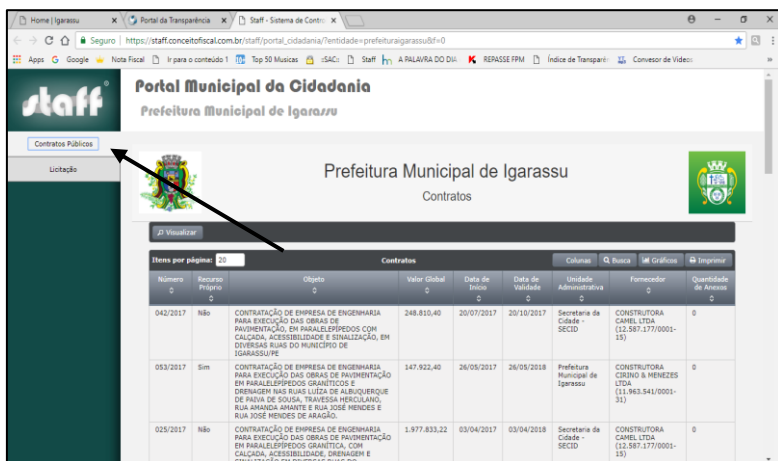 Home | Igarassu
Portal da Transparência
Staff - Sistema de Contro
Seguro | https://staff.conceitofiscal.com.br/staff/portal_cidadania/?entidade=prefeituraigarassu&tf=0
Apps Google Nota Fiscal Ir para o conteúdo 1 Top 50 Musicas :SAC: Staff A PALAVRA DO DIA REPASSE FPM Índice de Transparên Convesor de Videos
staff
Portal Municipal da Cidadania
Prefeitura Municipal de Igarassu
Contratos Públicos
Licitação
Prefeitura Municipal de Igarassu
Contratos
Visualizar
Itens por página: 20 Contratos Colunas Busca Gráficos Imprimir
Número Recurso Próprio Objeto Valor Global Data de Início Data de Validade Unidade Administrativa Fornecedor Quantidade de Anexos
042/2017 Não CONTRATAÇÃO DE EMPRESA DE ENGENHARIA 248.810,40 20/07/2017 20/10/2017 Secretaria da CONSTRUTORA 0
PARA EXECUÇÃO DAS OBRAS DE Cidade - CAMEL LTDA
PAVIMENTAÇÃO, EM PARALELEPÍPEDOS COM SECID (12.587.177/0001-
CALÇADA, ACESSIBILIDADE E SINALIZAÇÃO, EM 15)
DIVERSAS RUAS DO MUNICÍPIO DE
IGARASSU/PE
053/2017 Sim CONTRATAÇÃO DE EMPRESA DE ENGENHARIA 147.922,40 26/05/2017 26/05/2018 Prefeitura CONSTRUTORA 0
PARA EXECUÇÃO DAS OBRAS DE PAVIMENTAÇÃO Municipal de CIRINO & MENEZES
EM PARALELEPÍPEDOS GRANÍTICOS E Igarassu LTDA
DRENAGEM NAS RUAS LUÍZA DE ALBUQUERQUE (11.963.541/0001-
DE PAIVA DE SOUSA, TRAVESSA HERCULANO, 31)
RUA AMANDA AMANTE E RUA JOSÉ MENDES E
RUA JOSÉ MENDES DE ARAGÃO.
025/2017 Não CONTRATAÇÃO DE EMPRESA DE ENGENHARIA 1.977.833,22 03/04/2017 03/04/2018 Secretaria da CONSTRUTORA 0
PARA EXECUÇÃO DAS OBRAS DE PAVIMENTAÇÃO Cidade - CAMEL LTDA
EM PARALELEPÍPEDOS GRANÍTICA, COM SECID (12.587.177/0001-
CALÇADA, ACESSIBILIDADE, DRENAGEM E 15)
SINALIZAÇÃO EM DIVERSAS RUAS DO